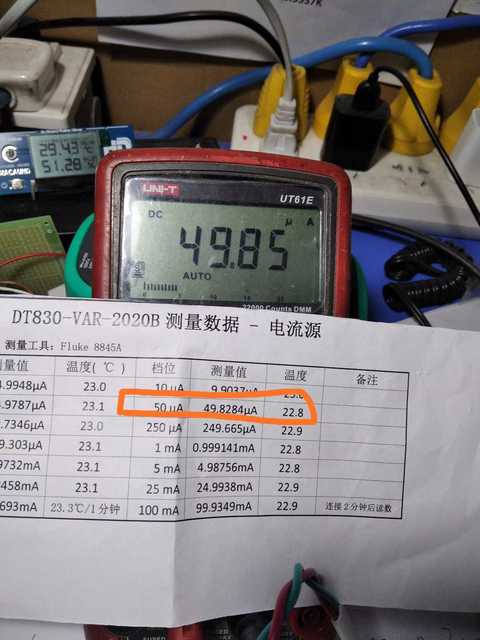 29.43℃
51.28%
UNI-T
UT61E
DC
μ A
49.85
AUTO
22000 Counts DMM
DT830-VAR-2020B 测量数据 - 电流源
测量工具: Fluke 8845A
测量值 温度( ℃) 档位 测量值 温度 备注
.9948μA 23.0 10 μA 9.9037μA 23.0
.9787μA 23.1 50 μA 49.8284μA 22.8
.7346μA 23.0 250 μA 249.665μA 22.9
.303μA 23.1 1 mA 0.999141mA 22.8
9732mA 23.1 5 mA 4.98756mA 22.8
458mA 23.1 25 mA 24.9938mA 22.9
693mA 23.3℃/1分钟 100 mA 99.9349mA 22.9 连接2分钟后读数